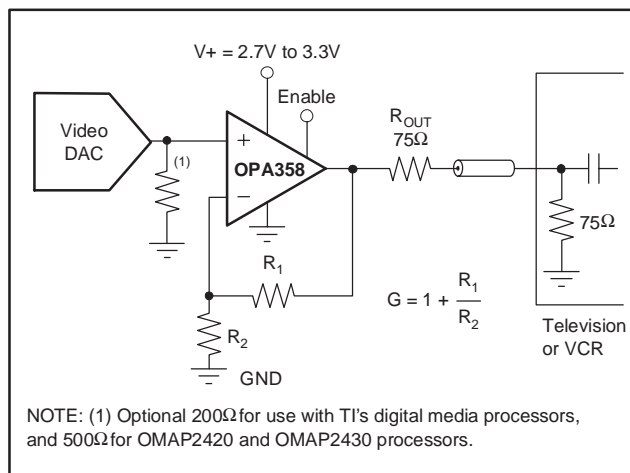 V+ = 2.7V to 3.3V
Enable
Video
DAC
(1)
+
OPA358
−
ROUT
75Ω
75Ω
R1
R2
GND
G = 1 + R1
R2
Television
or VCR
NOTE: (1) Optional 200Ω for use with TI's digital media processors,
and 500Ω for OMAP2420 and OMAP2430 processors.